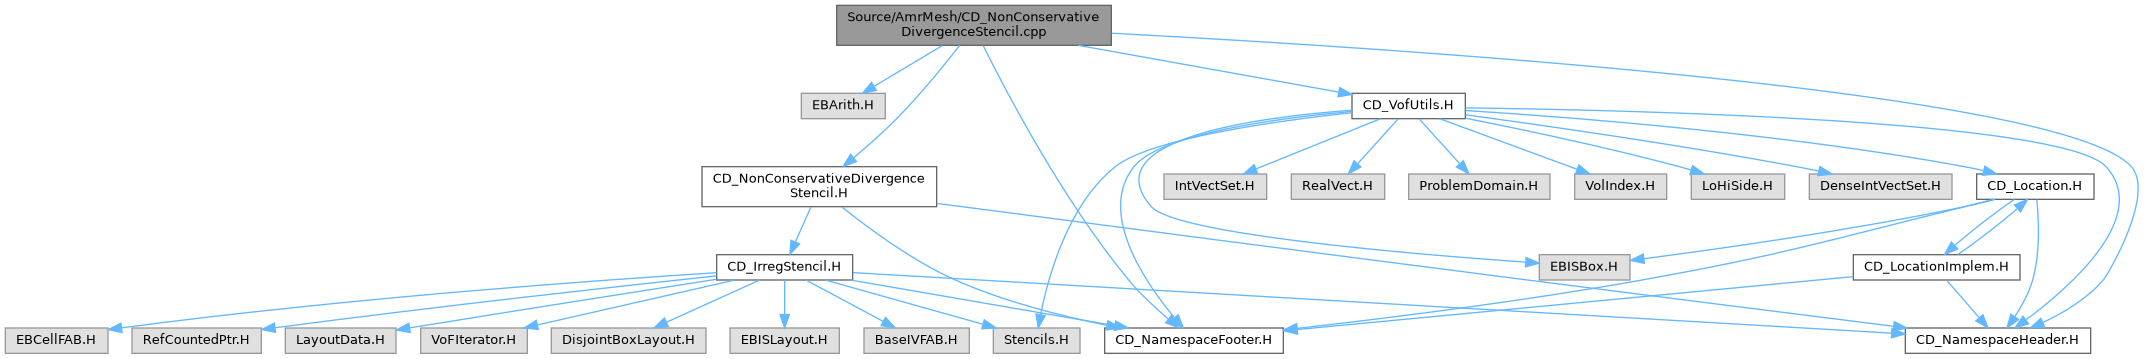 Source/AmrMesh/CD_NonConservative
DivergenceStencil.cpp
EBArith.H
CD_VofUtils.H
CD_NonConservativeDivergence
Stencil.H
IntVectSet.H
RealVect.H
ProblemDomain.H
VolIndex.H
LoHiSide.H
DenseIntVectSet.H
CD_Location.H
CD_IrregStencil.H
EBISBox.H
CD_LocationImplem.H
EBCellFAB.H
RefCountedPtr.H
LayoutData.H
VoFIterator.H
DisjointBoxLayout.H
EBISLayout.H
BaseIVFAB.H
Stencils.H
CD_NamespaceFooter.H
CD_NamespaceHeader.H